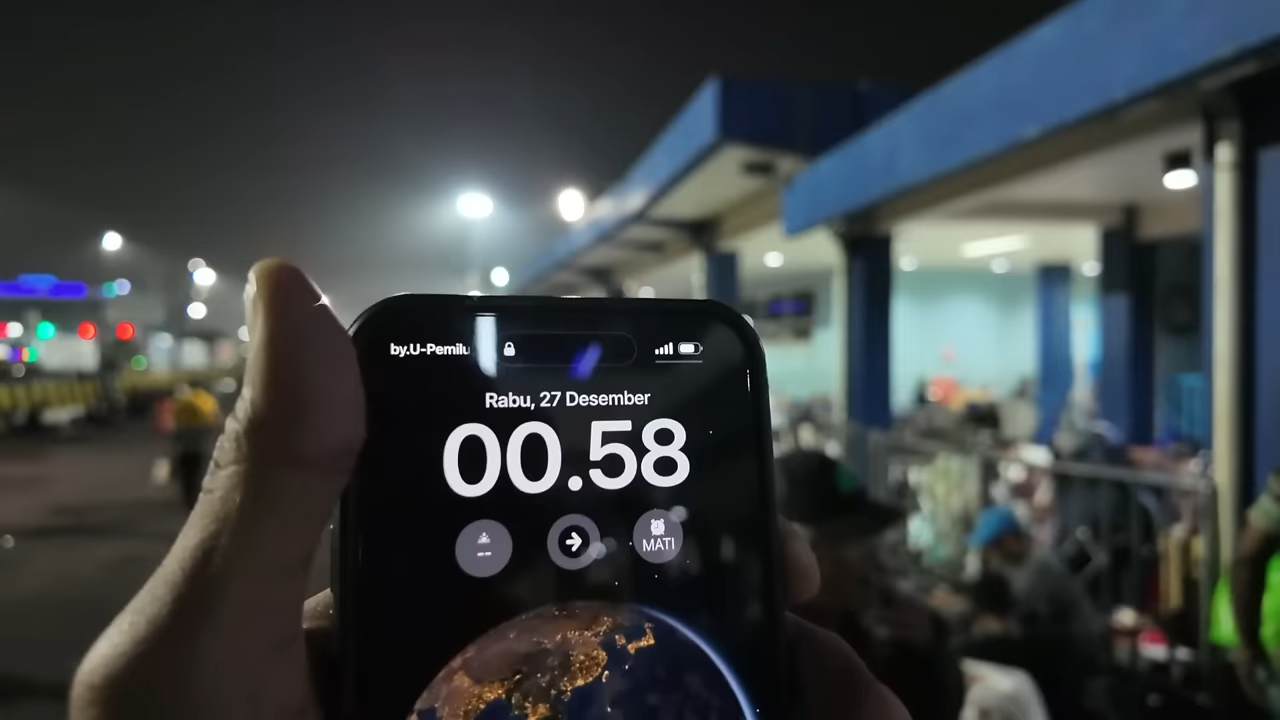 by.U-Pemilu
Rabu, 27 Desember
00.58
--
MATI